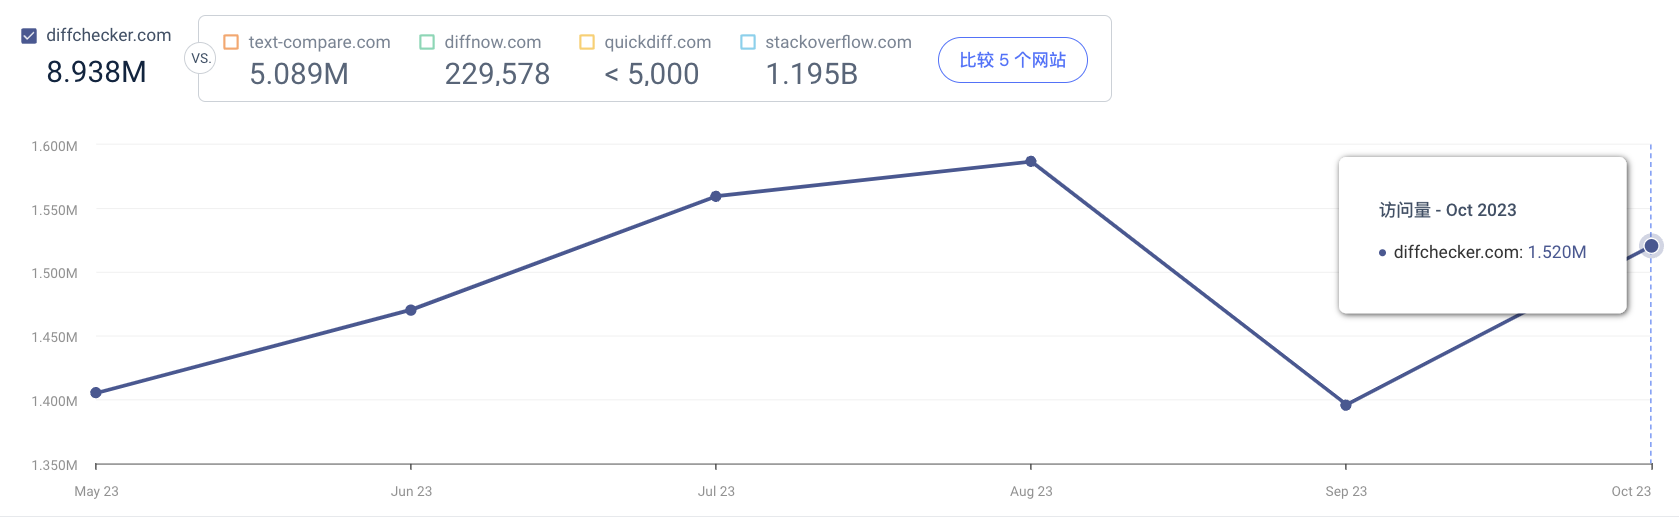 diffchecker.com
8.938M
VS.
text-compare.com
5.089M
diffnow.com
229,578
quickdiff.com
< 5,000
stackoverflow.com
1.195B
比较 5 个网站
1.600M
1.550M
1.500M
1.450M
1.400M
1.350M
访问量 - Oct 2023
diffchecker.com: 1.520M
May 23
Jun 23
Jul 23
Aug 23
Sep 23
Oct 23